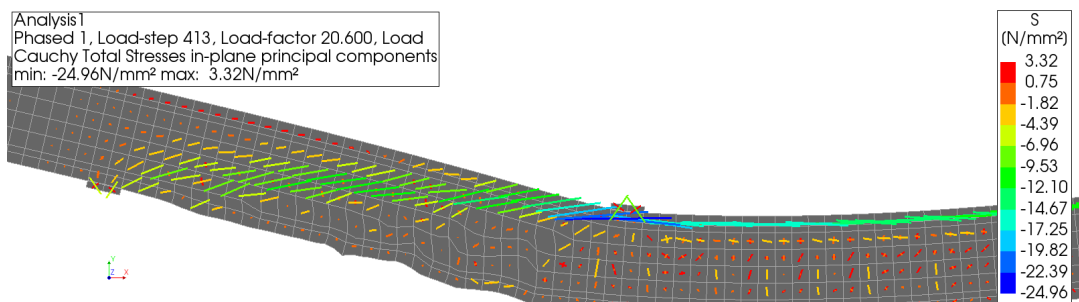 Analysis1
Phased 1, Load-step 413, Load-factor 20.600, Load
Cauchy Total Stresses in-plane principal components
min: -24.96N/mm² max: 3.32N/mm²
S
(N/mm²)
3.32
0.75
-1.82
-4.39
-6.96
-9.53
-12.10
-14.67
-17.25
-19.82
-22.39
-24.96
Y
Z
X